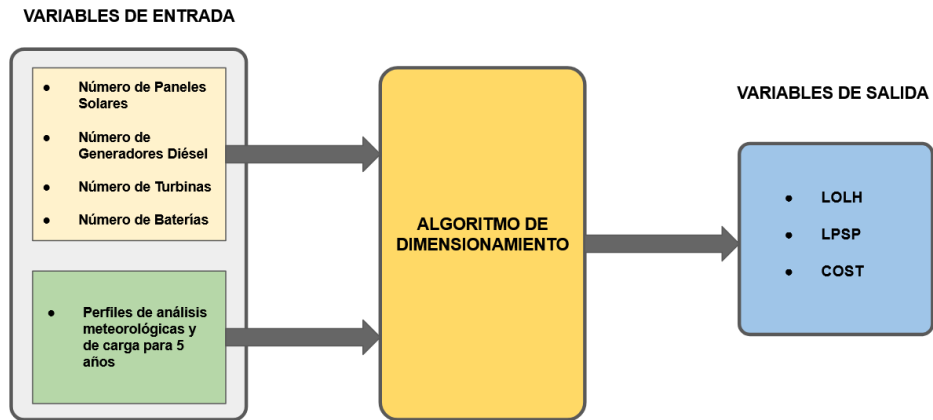 VARIABLES DE ENTRADA
● Número de Paneles
Solares
● Número de
Generadores Diésel
● Número de Turbinas
● Número de Baterías
● Perfiles de análisis
meteorológicas y
de carga para 5
años
ALGORITMO DE
DIMENSIONAMIENTO
VARIABLES DE SALIDA
● LOLH
● LPSP
● COST